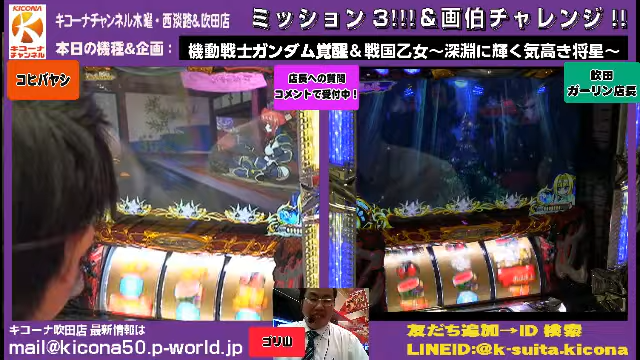 KICONA
キコーナ
チャンネル
キコーナチャンネル水曜・西淡路&吹田店
ミッション3!!!&画伯チャレンジ!!
本日の機種&企画:
機動戦士ガンダム覚醒&戦国乙女～深淵に輝く気高き将星～
コヒバヤシ
店長への質問
コメントで受付中!
吹田
ガーリン店長
キコーナ吹田店 最新情報は
mail@kicona50.p-world.jp
ゴリ山
友だち追加→ID 検索
LINEID:@k-suita.kicona